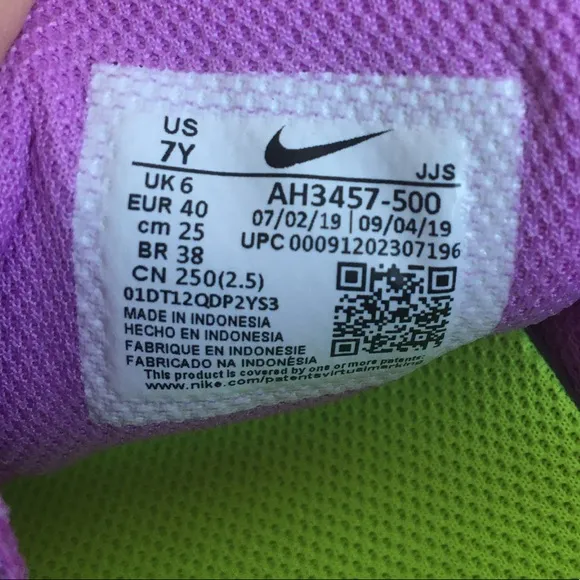 US
7Y
JJS
UK 6
AH3457-500
EUR 40
07/02/19 | 09/04/19
cm 25
UPC 00091202307196
BR 38
CN 250(2.5)
01DT12QDP2YS3
MADE IN INDONESIA
HECHO EN INDONESIA
FABRIQUE EN INDONESIE
FABRICADO NA INDONÉSIA
This product is covered by one or more patents.
www.nike.com/patentsvirtualmarking